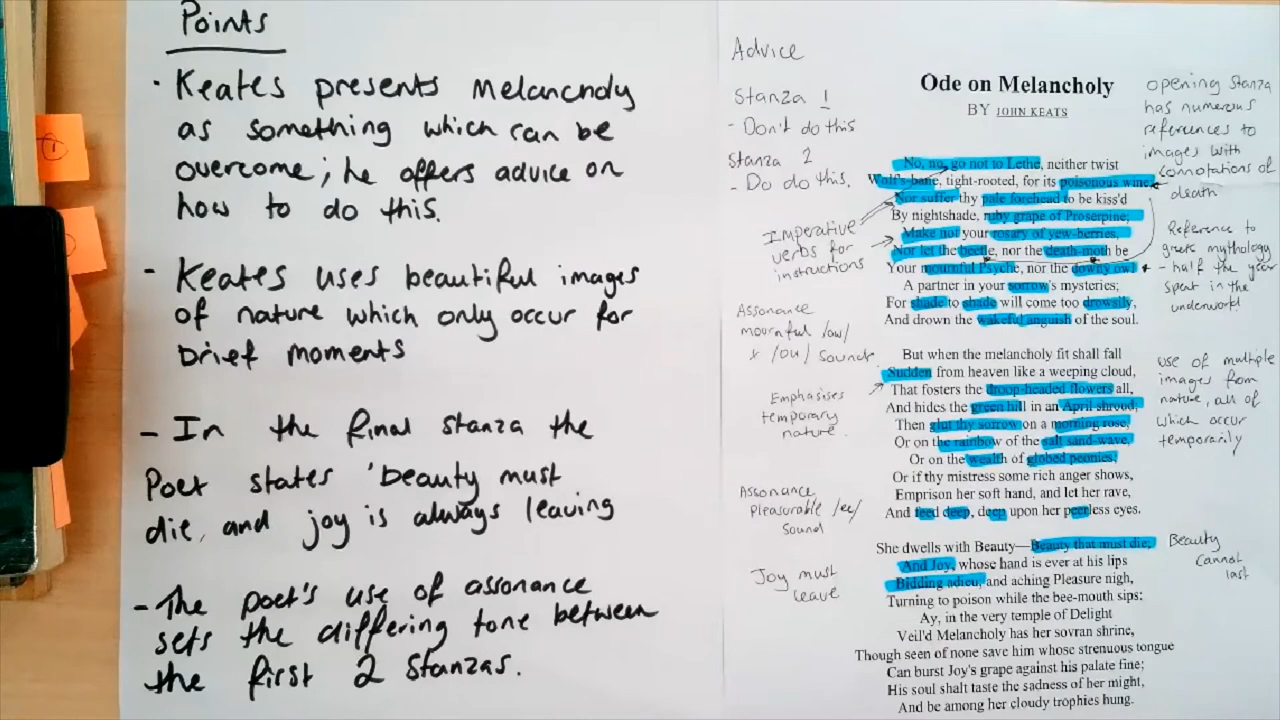 Points
· Keates presents Melancholy
as something which can be
overcome; he offers advice on
how to do this.
- Keates uses beautiful images
of nature which only occur for
brief moments
- In the final stanza the
Poet states 'beauty must
die, and joy is always leaving
- The poet's use of assonance
sets the differing tone between
the first 2 stanzas.
Advice
Stanza 1
- Don't do this
Stanza 2
- Do do this.
Imperative
verbs for
instructions
Assonance
mournful /ow/
+ /ou/ sounds.
Emphasises
temporary
nature.
Assonance
pleasurable /ee/
sound
Joy must
leave
Ode on Melancholy
BY JOHN KEATS
No, no, go not to Lethe, neither twist
Wolf's-bane, tight-rooted, for its poisonous wine;
Nor suffer thy pale forehead to be kiss'd
By nightshade, ruby grape of Proserpine;
Make not your rosary of yew-berries,
Nor let the beetle, nor the death-moth be
Your mournful Psyche, nor the downy owl
A partner in your sorrow's mysteries;
For shade to shade will come too drowsily,
And drown the wakeful anguish of the soul.
But when the melancholy fit shall fall
Sudden from heaven like a weeping cloud,
That fosters the droop-headed flowers all,
And hides the green hill in an April shroud;
Then glut thy sorrow on a morning rose,
Or on the rainbow of the salt sand-wave,
Or on the wealth of globed peonies;
Or if thy mistress some rich anger shows,
Emprison her soft hand, and let her rave,
And feed deep, deep upon her peerless eyes.
She dwells with Beauty—Beauty that must die;
And Joy, whose hand is ever at his lips
Bidding adieu; and aching Pleasure nigh,
Turning to poison while the bee-mouth sips:
Ay, in the very temple of Delight
Veil'd Melancholy has her sovran shrine,
Though seen of none save him whose strenuous tongue
Can burst Joy's grape against his palate fine;
His soul shalt taste the sadness of her might,
And be among her cloudy trophies hung.
opening stanza
has numerous
references to
images with
connotations of
death
Reference to
greek mythology
- half the year
spent in the
underworld
use of multiple
images from
nature, all of
which occur
temporarily
Beauty
Cannot
last